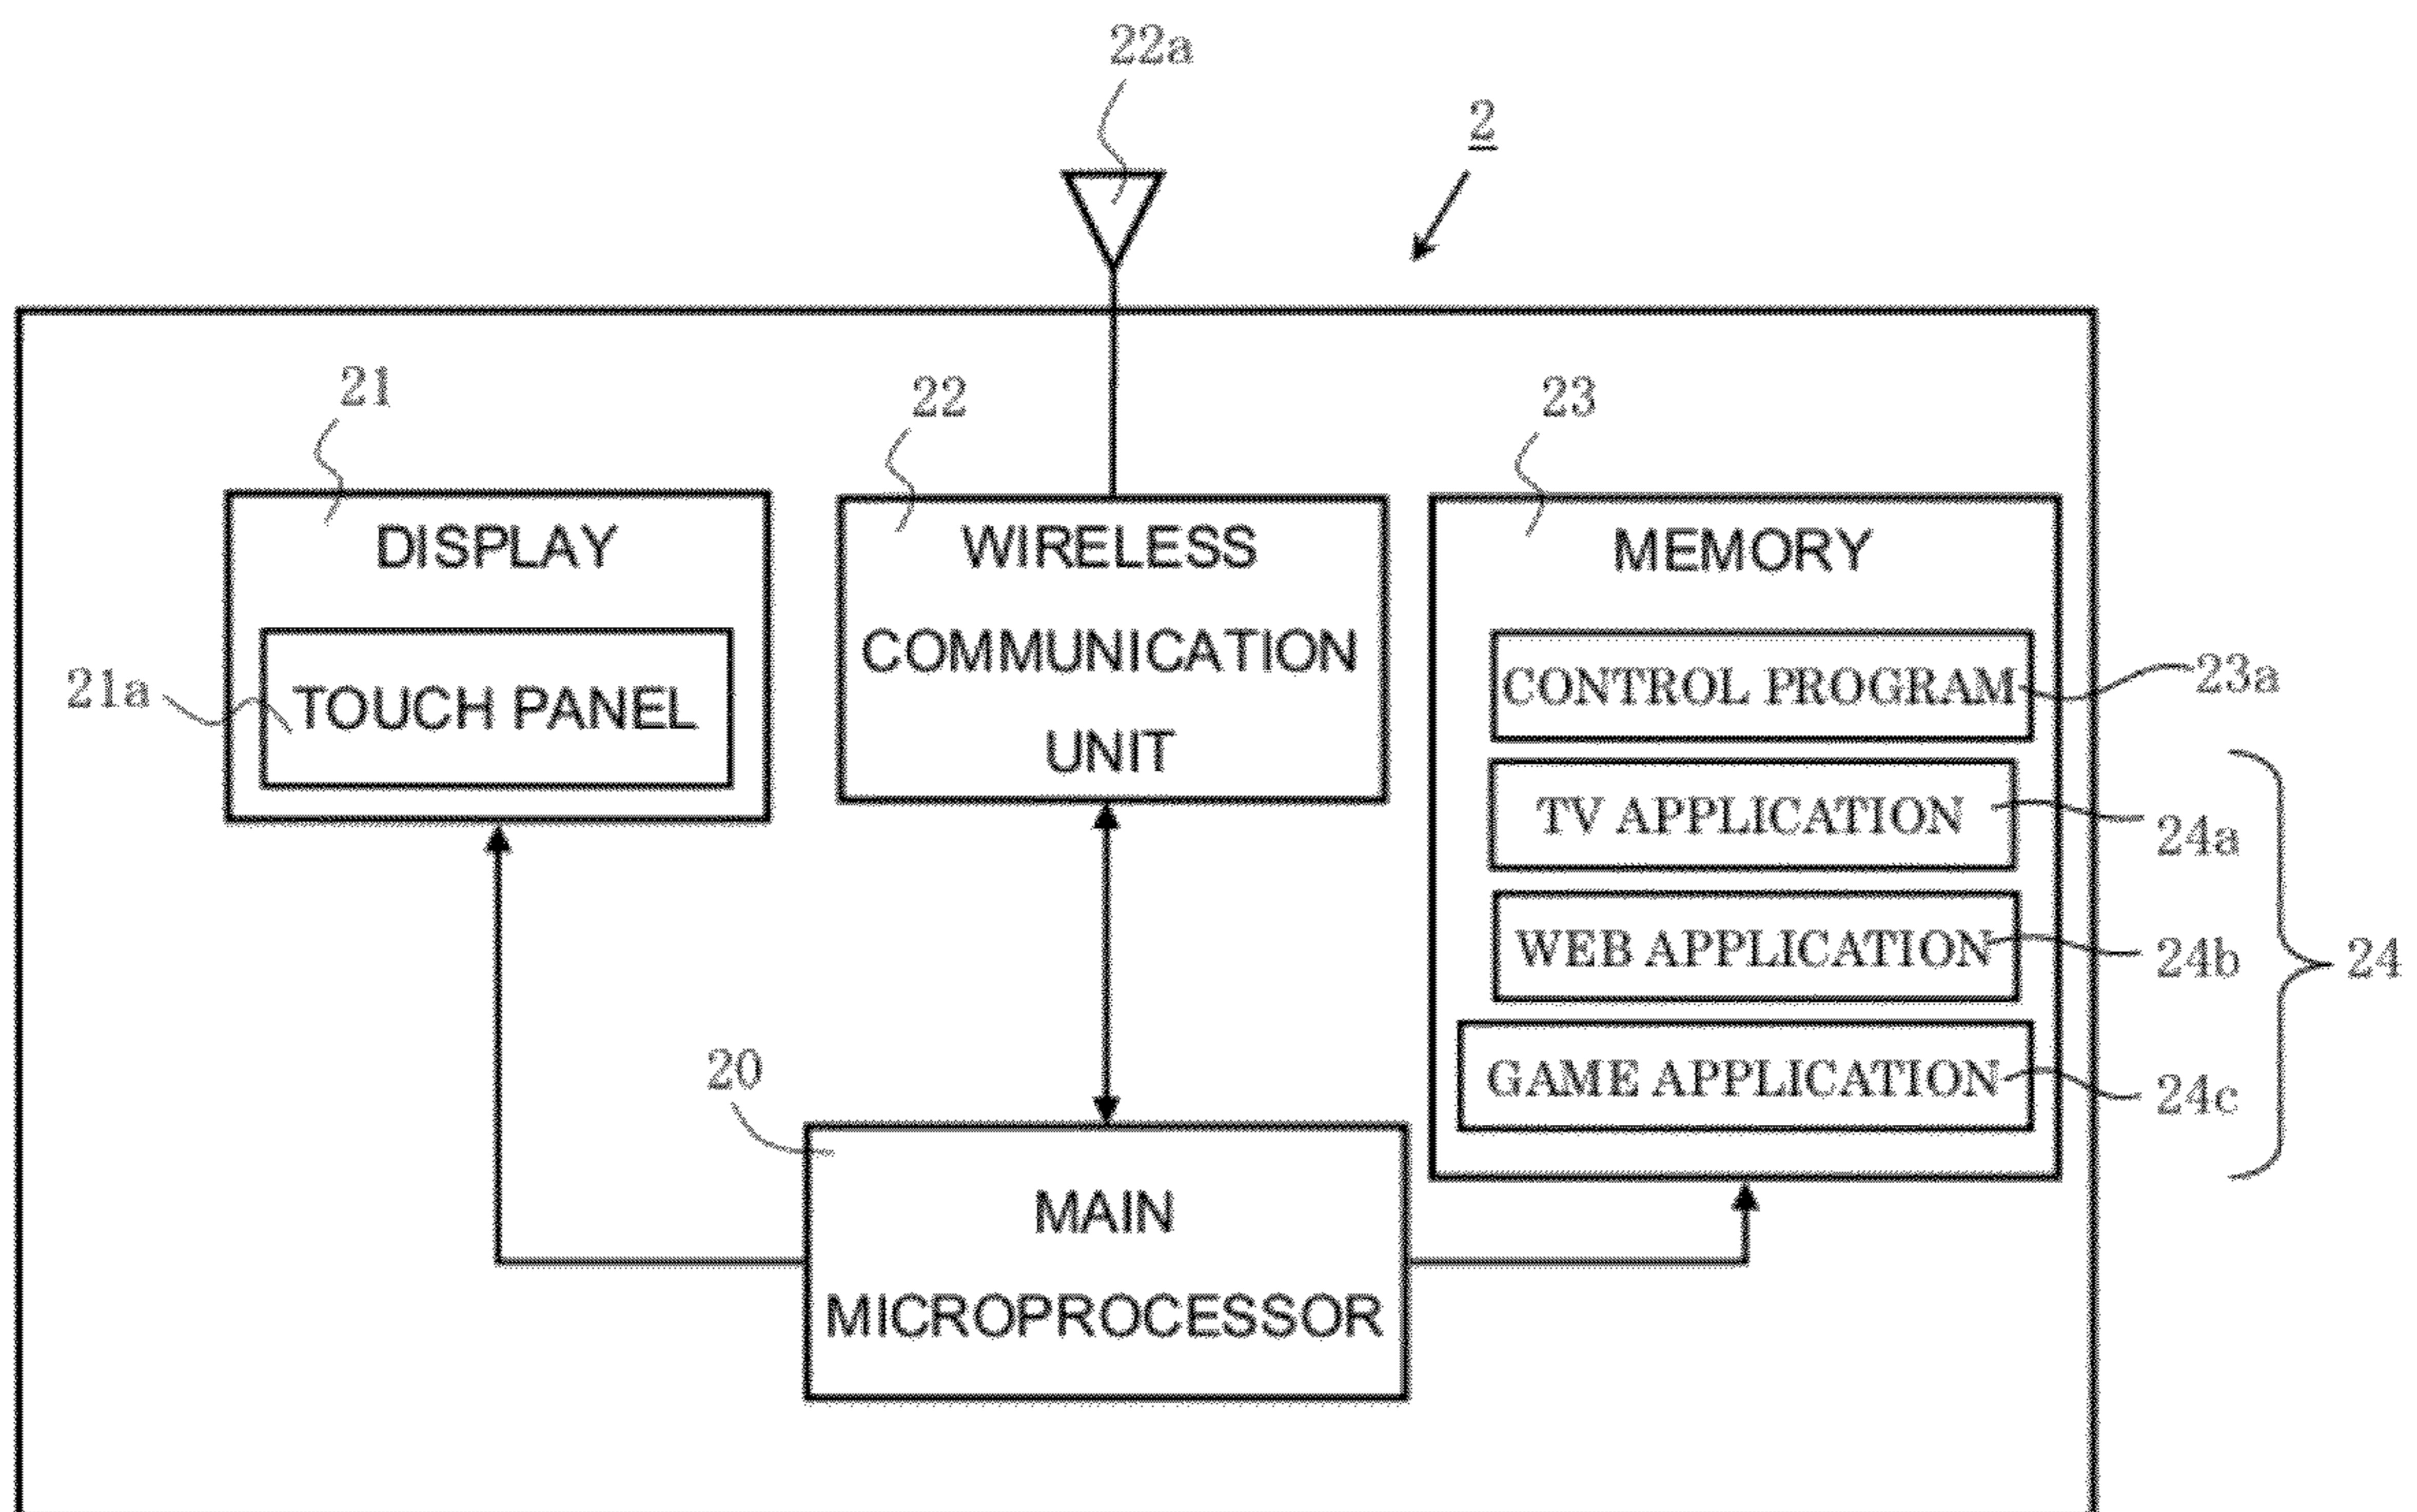 22a
2
21
22
23
DISPLAY
WIRELESS
COMMUNICATION
UNIT
MEMORY
21a
TOUCH PANEL
CONTROL PROGRAM
23a
TV APPLICATION
24a
WEB APPLICATION
24b
24
GAME APPLICATION
24c
20
MAIN
MICROPROCESSOR